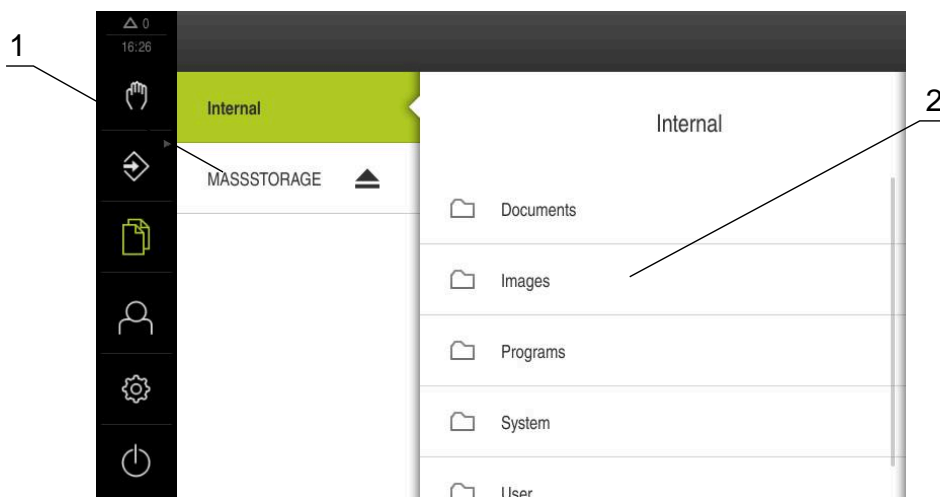 1
0
16:26
Internal
MASSSTORAGE
Internal
Documents
Images
Programs
System
User
2